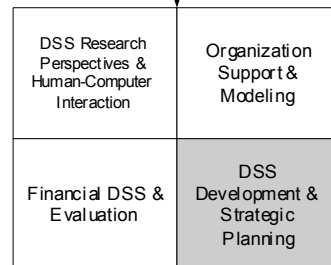 DSS Research
Perspectives &
Human-Computer
Interaction
Organization
Support &
Modeling
Financial DSS &
Evaluation
DSS
Development &
Strategic
Planning